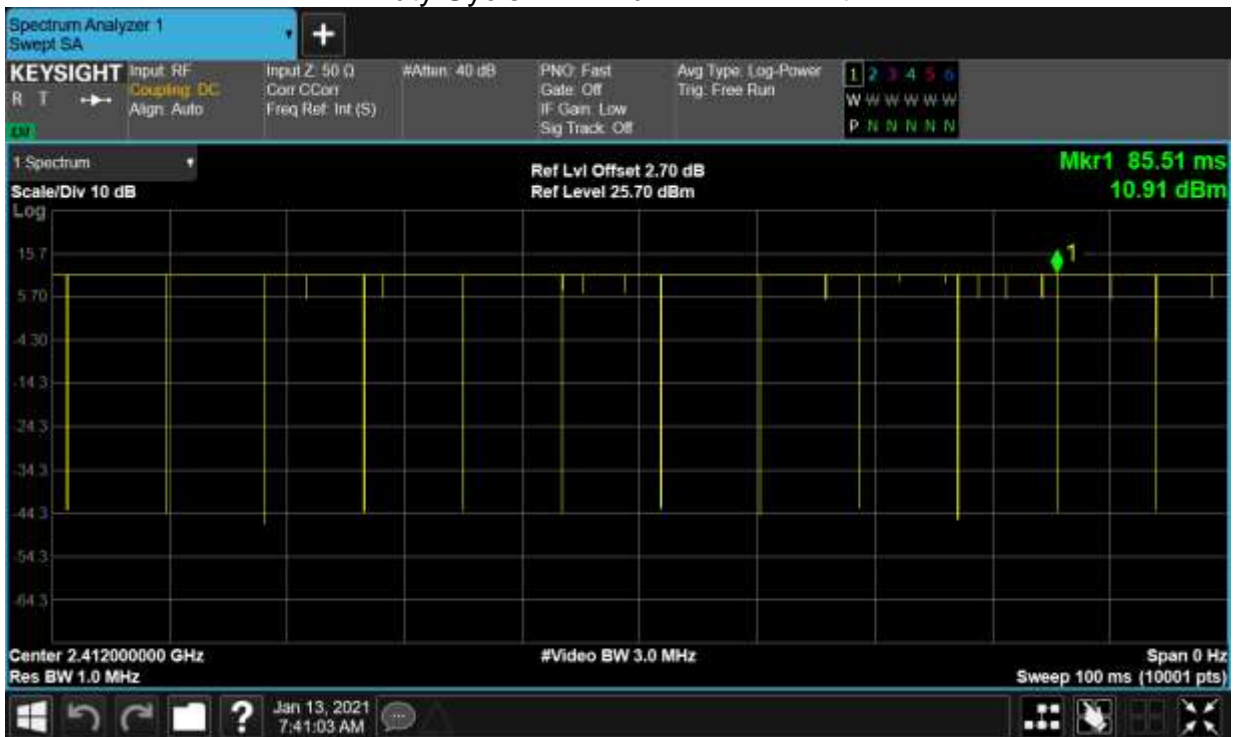 Spectrum Analyzer 1
Swept SA
+
KEYSIGHT Input: RF Input Z: 50 Ω #Atten: 40 dB PNO: Fast Avg Type: Log-Power 1 2 3 4 5 6
R T Coupling: DC Corr CCorr Gate: Off Trig: Free Run W W W W W W
Align: Auto Freq Ref: Int (S) IF Gain: Low P N N N N N
Sig Track: Off
1 Spectrum
Ref Lvl Offset 2.70 dB Mkr1 85.51 ms
Scale/Div 10 dB Ref Level 25.70 dBm 10.91 dBm
Log
15.7
1
5.70
-4.30
-14.3
-24.3
-34.3
-44.3
-54.3
-64.3
Center 2.412000000 GHz #Video BW 3.0 MHz Span 0 Hz
Res BW 1.0 MHz Sweep 100 ms (10001 pts)
? Jan 13, 2021
7:41:03 AM